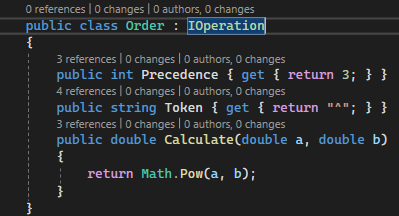 0 references | 0 changes | 0 authors, 0 changes
public class Order : IOperation
{
3 references | 0 changes | 0 authors, 0 changes
public int Precedence { get { return 3; } }
4 references | 0 changes | 0 authors, 0 changes
public string Token { get { return "^"; } }
3 references | 0 changes | 0 authors, 0 changes
public double Calculate(double a, double b)
{
return Math.Pow(a, b);
}
}